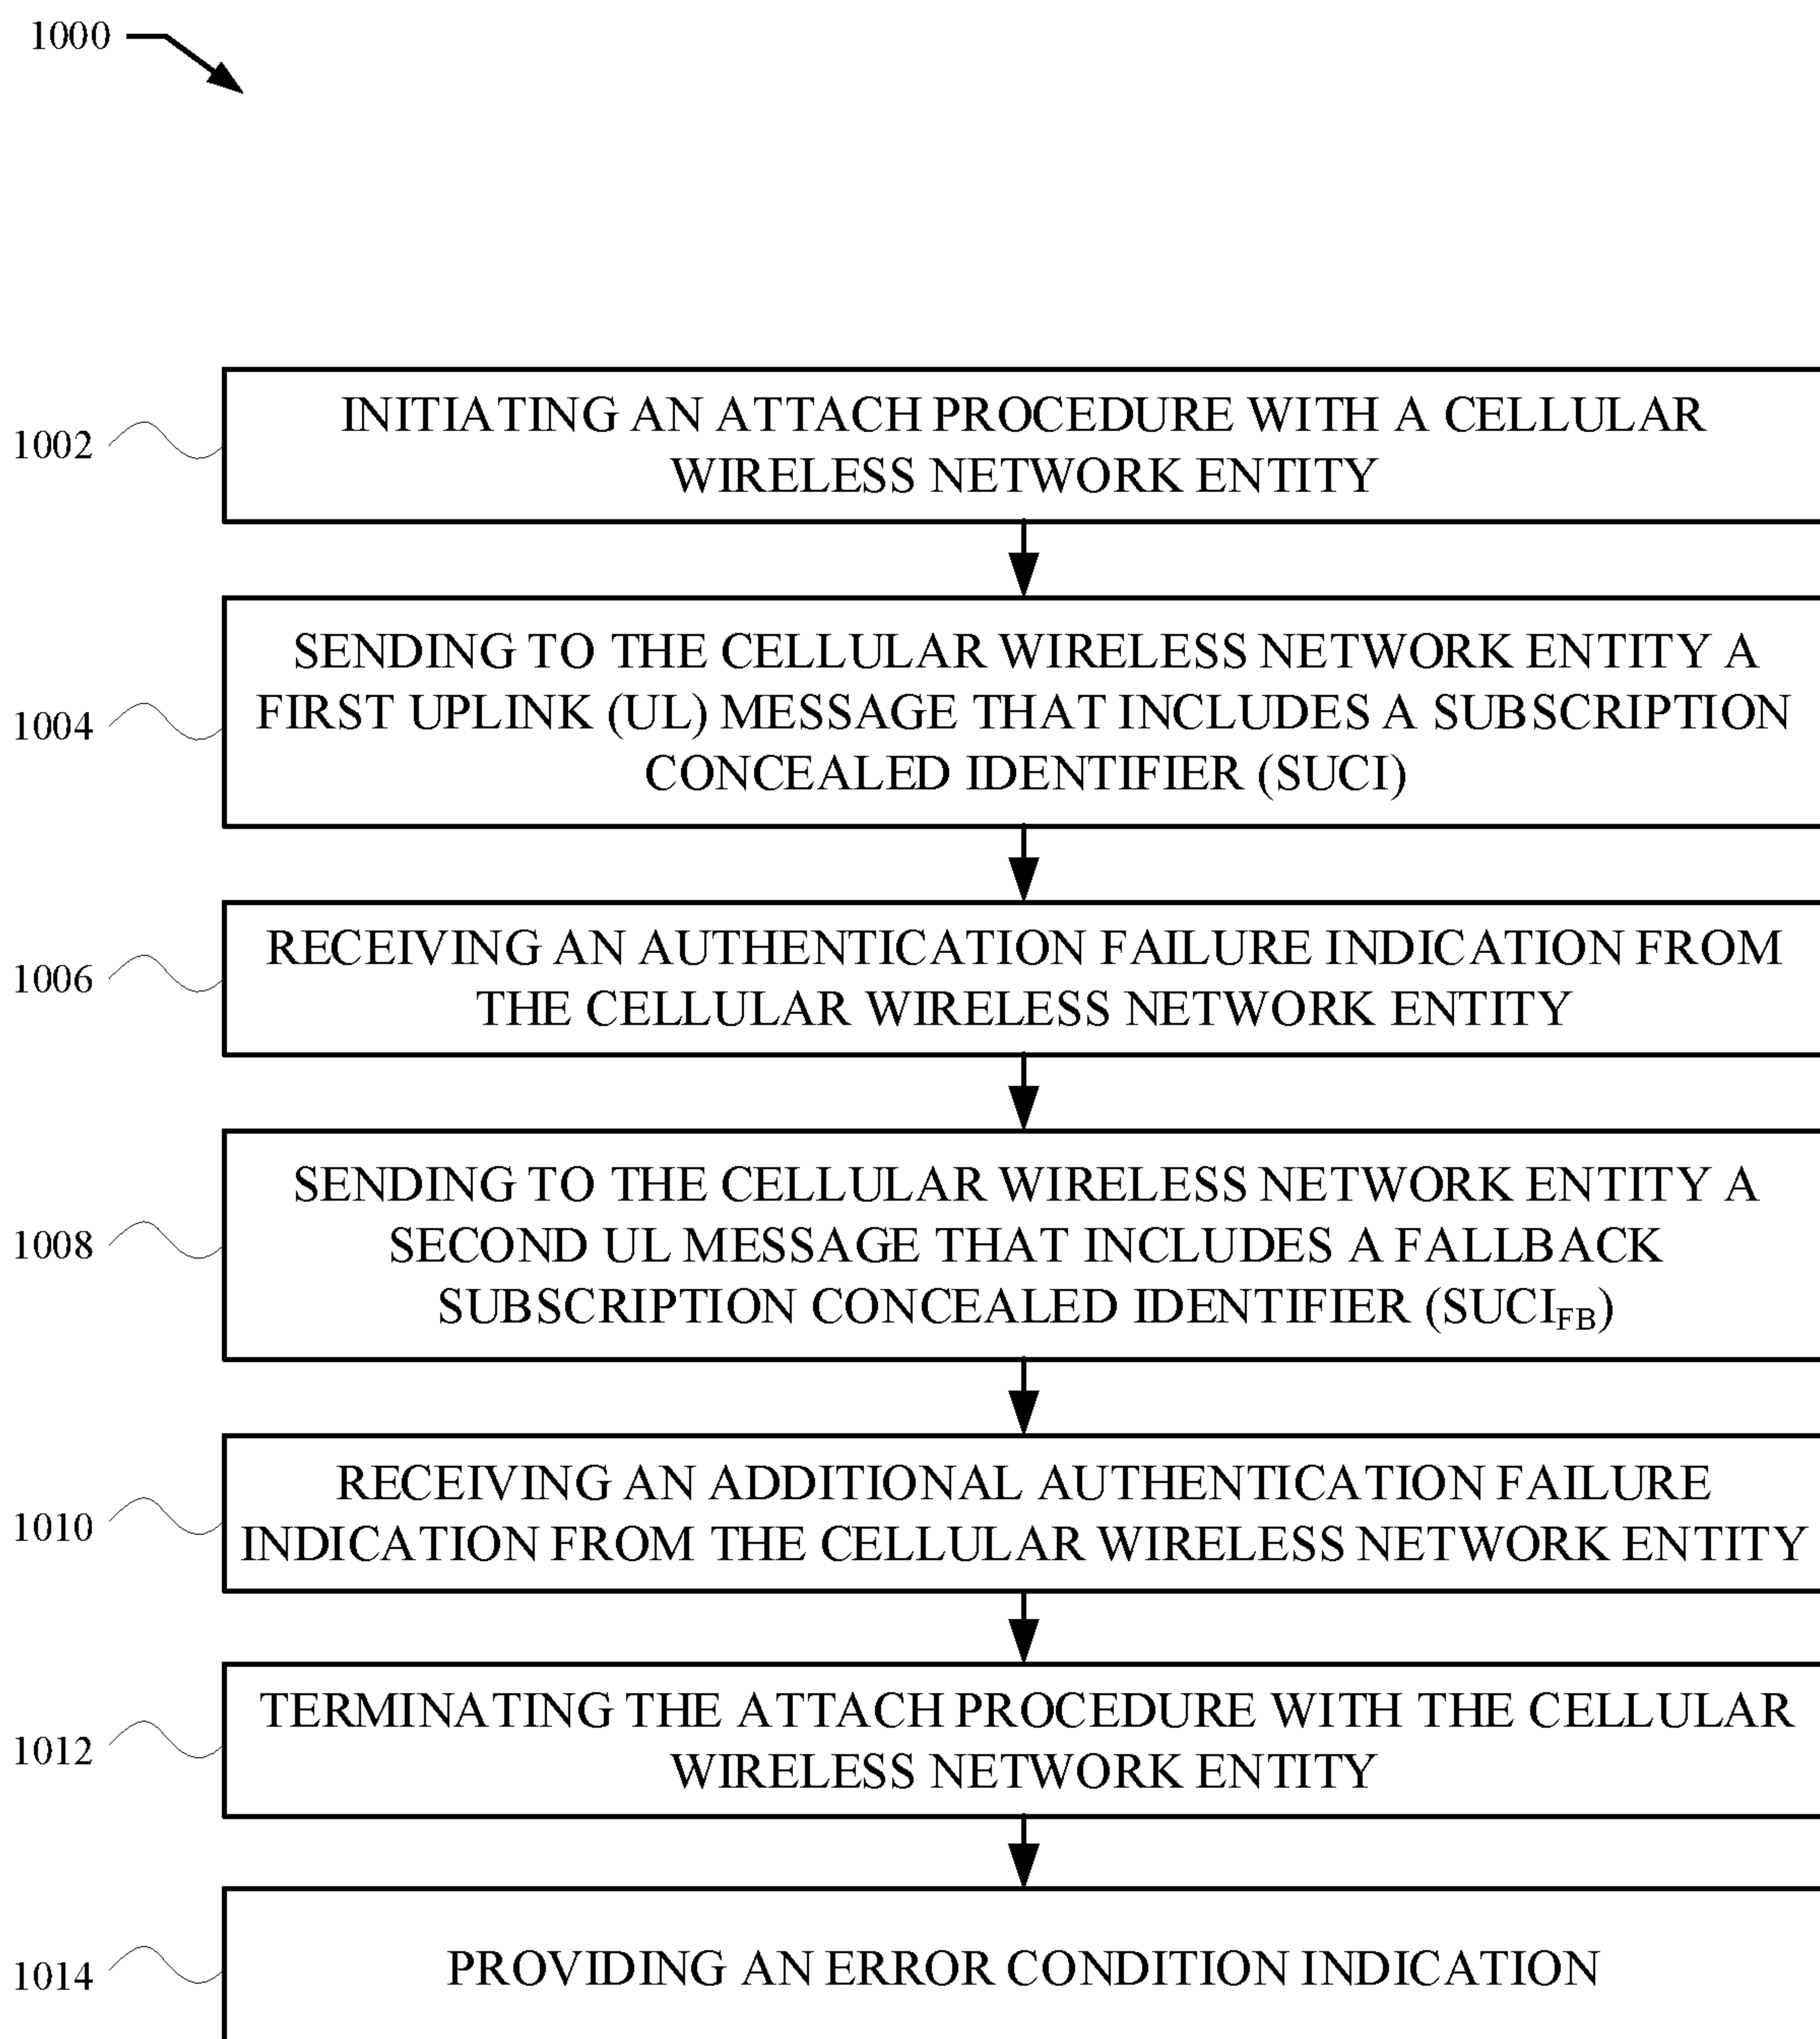 1000
1002
INITIATING AN ATTACH PROCEDURE WITH A CELLULAR
WIRELESS NETWORK ENTITY
1004
SENDING TO THE CELLULAR WIRELESS NETWORK ENTITY A
FIRST UPLINK (UL) MESSAGE THAT INCLUDES A SUBSCRIPTION
CONCEALED IDENTIFIER (SUCI)
1006
RECEIVING AN AUTHENTICATION FAILURE INDICATION FROM
THE CELLULAR WIRELESS NETWORK ENTITY
1008
SENDING TO THE CELLULAR WIRELESS NETWORK ENTITY A
SECOND UL MESSAGE THAT INCLUDES A FALLBACK
SUBSCRIPTION CONCEALED IDENTIFIER (SUCIFB)
1010
RECEIVING AN ADDITIONAL AUTHENTICATION FAILURE
INDICATION FROM THE CELLULAR WIRELESS NETWORK ENTITY
1012
TERMINATING THE ATTACH PROCEDURE WITH THE CELLULAR
WIRELESS NETWORK ENTITY
1014
PROVIDING AN ERROR CONDITION INDICATION